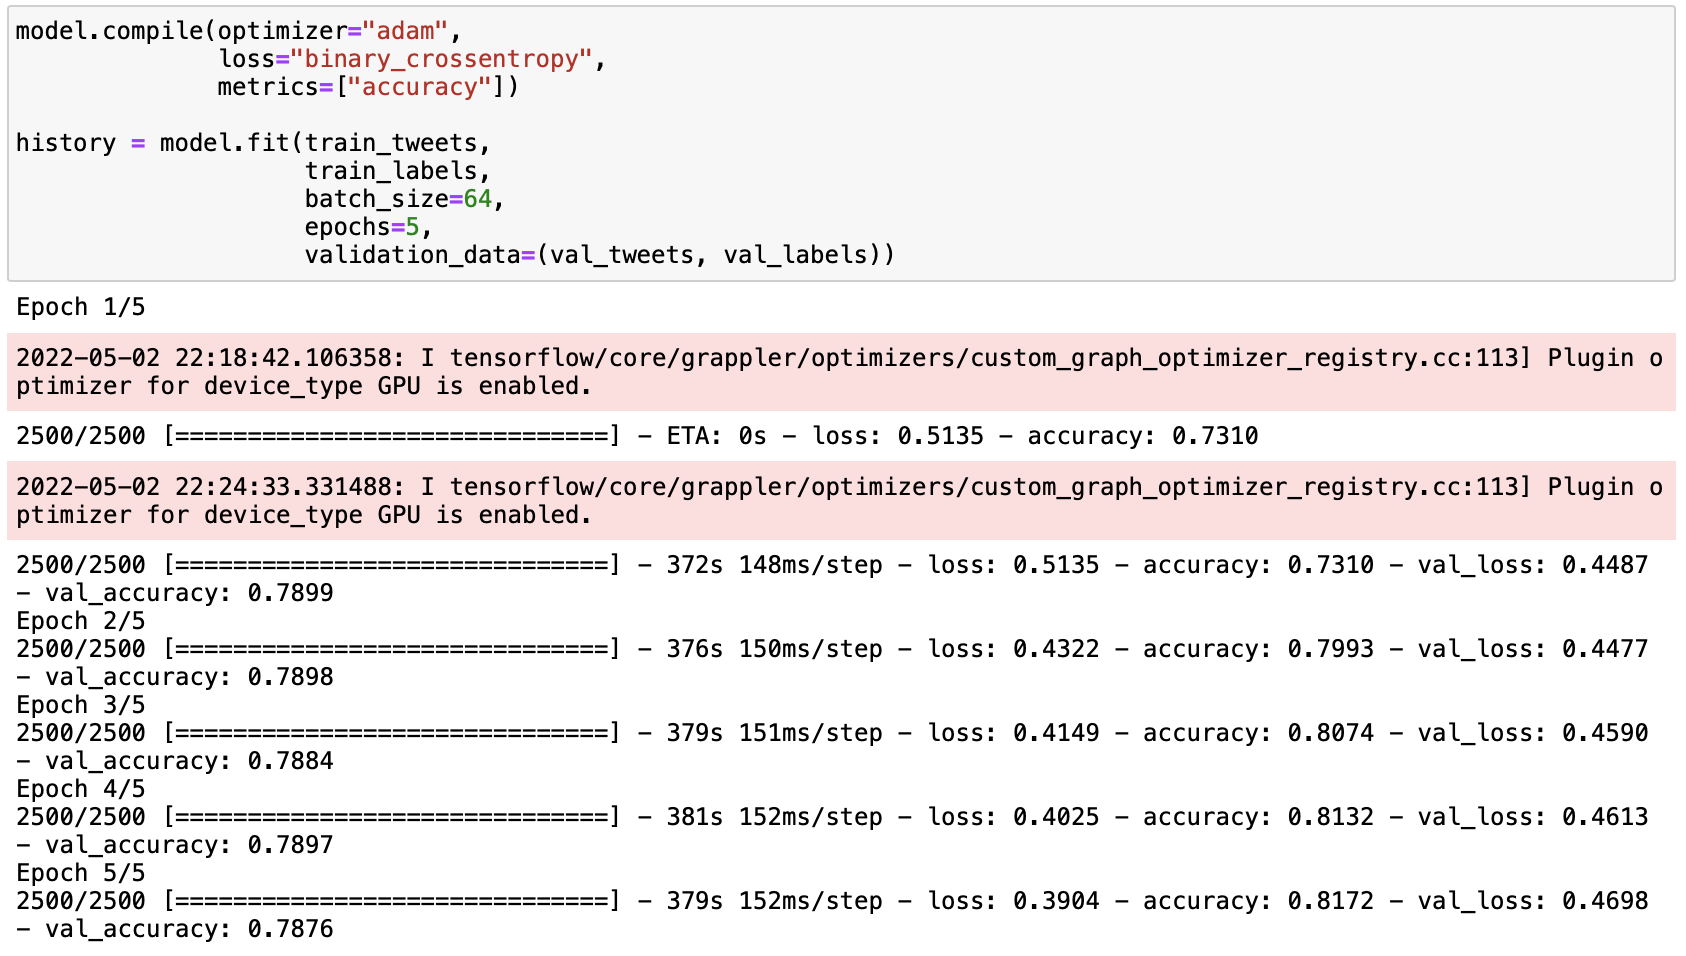 model.compile(optimizer="adam",
              loss="binary_crossentropy",
              metrics=["accuracy"])

history = model.fit(train_tweets,
                    train_labels,
                    batch_size=64,
                    epochs=5,
                    validation_data=(val_tweets, val_labels))
Epoch 1/5
2022-05-02 22:18:42.106358: I tensorflow/core/grappler/optimizers/custom_graph_optimizer_registry.cc:113] Plugin o
ptimizer for device_type GPU is enabled.
2500/2500 [==============================] - ETA: 0s - loss: 0.5135 - accuracy: 0.7310
2022-05-02 22:24:33.331488: I tensorflow/core/grappler/optimizers/custom_graph_optimizer_registry.cc:113] Plugin o
ptimizer for device_type GPU is enabled.
2500/2500 [==============================] - 372s 148ms/step - loss: 0.5135 - accuracy: 0.7310 - val_loss: 0.4487
- val_accuracy: 0.7899
Epoch 2/5
2500/2500 [==============================] - 376s 150ms/step - loss: 0.4322 - accuracy: 0.7993 - val_loss: 0.4477
- val_accuracy: 0.7898
Epoch 3/5
2500/2500 [==============================] - 379s 151ms/step - loss: 0.4149 - accuracy: 0.8074 - val_loss: 0.4590
- val_accuracy: 0.7884
Epoch 4/5
2500/2500 [==============================] - 381s 152ms/step - loss: 0.4025 - accuracy: 0.8132 - val_loss: 0.4613
- val_accuracy: 0.7897
Epoch 5/5
2500/2500 [==============================] - 379s 152ms/step - loss: 0.3904 - accuracy: 0.8172 - val_loss: 0.4698
- val_accuracy: 0.7876